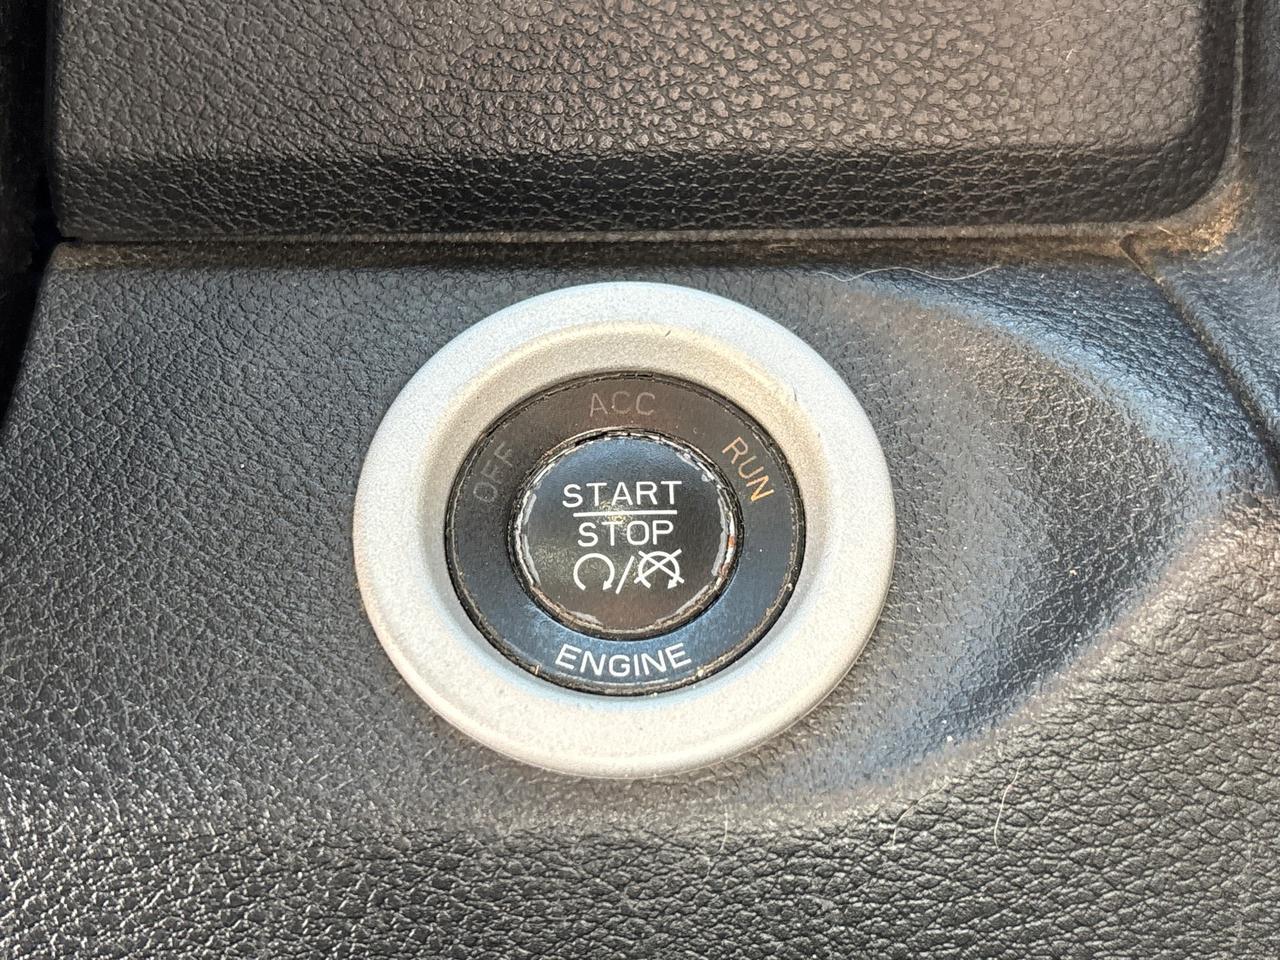 OFF
ACC
RUN
START
STOP
ENGINE